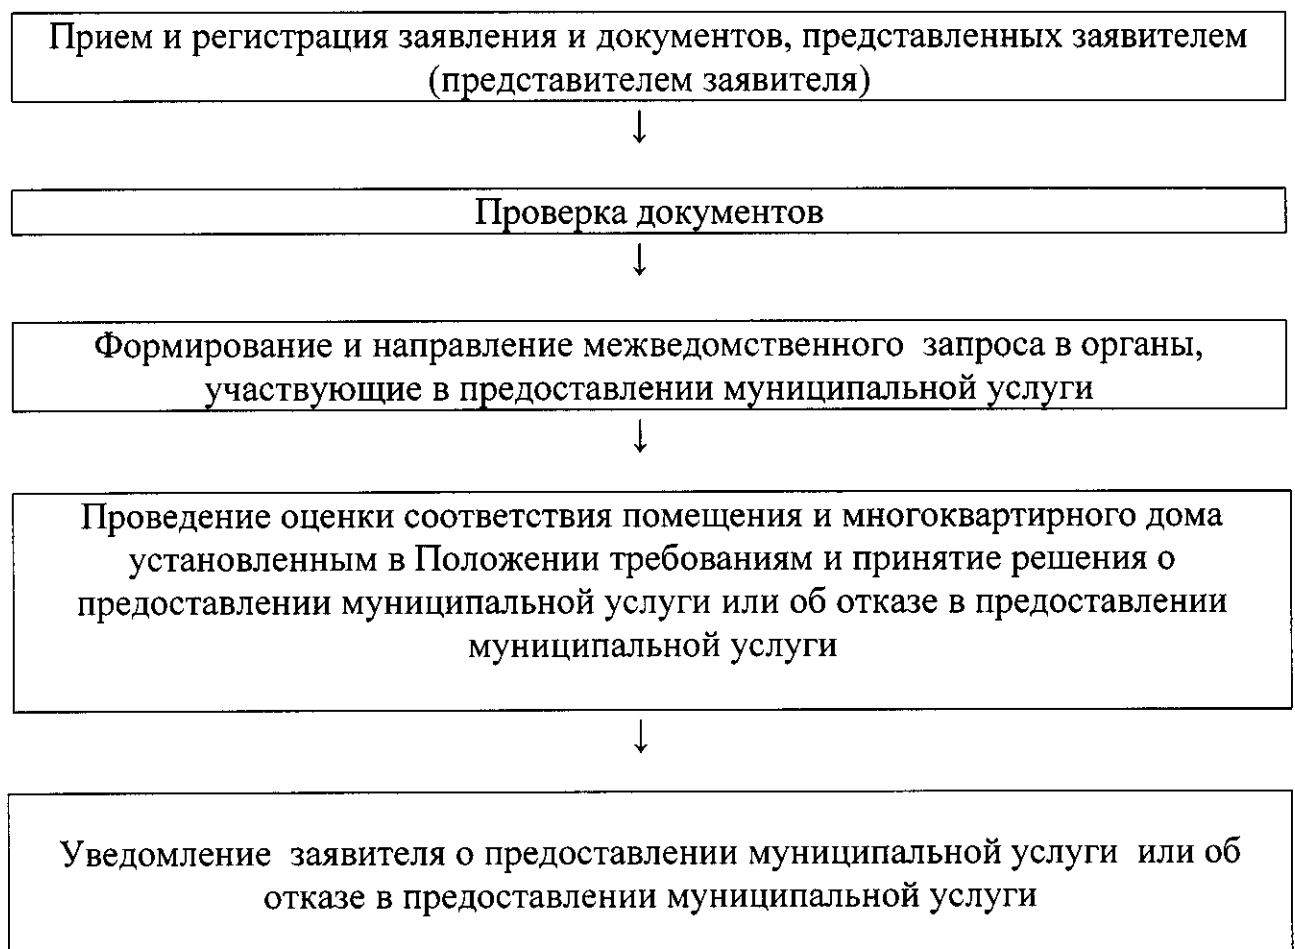 Прием и регистрация заявления и документов, представленных заявителем
(представителем заявителя)
↓
Проверка документов
↓
Формирование и направление межведомственного запроса в органы,
участвующие в предоставлении муниципальной услуги
↓
Проведение оценки соответствия помещения и многоквартирного дома
установленным в Положении требованиям и принятие решения о
предоставлении муниципальной услуги или об отказе в предоставлении
муниципальной услуги
↓
Уведомление заявителя о предоставлении муниципальной услуги или об
отказе в предоставлении муниципальной услуги